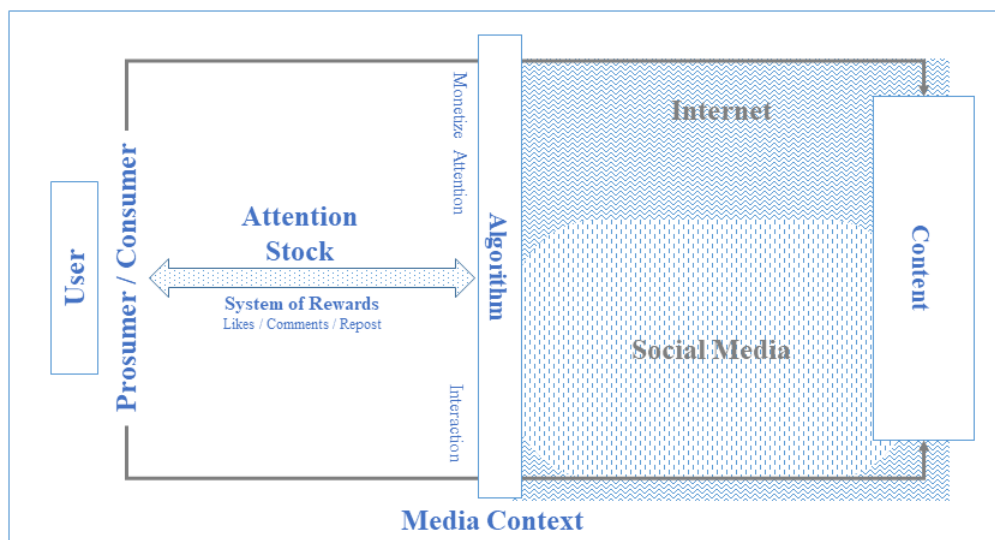 User
Prosumer / Consumer
Attention
Stock
System of Rewards
Likes / Comments / Repost
Monetize Attention
Interaction
Algorithm
Internet
Social Media
Content
Media Context